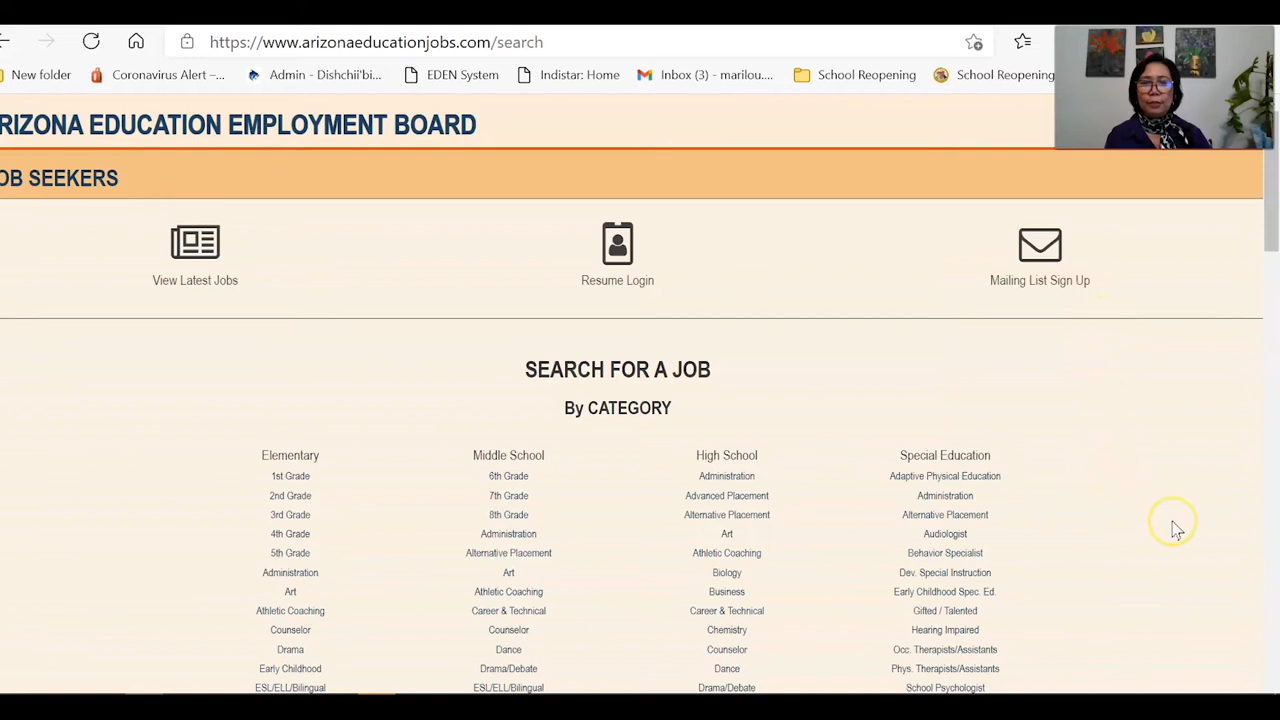 https://www.arizonaeducationjobs.com/search
New folder
Coronavirus Alert –...
Admin - Dishchii'bi...
EDEN System
Indistar: Home
Inbox (3) - marilou....
School Reopening
School Reopening
RIZONA EDUCATION EMPLOYMENT BOARD
OB SEEKERS
View Latest Jobs
Resume Login
Mailing List Sign Up
SEARCH FOR A JOB
By CATEGORY
Elementary
1st Grade
2nd Grade
3rd Grade
4th Grade
5th Grade
Administration
Art
Athletic Coaching
Counselor
Drama
Early Childhood
ESL/ELL/Bilingual
Middle School
6th Grade
7th Grade
8th Grade
Administration
Alternative Placement
Art
Athletic Coaching
Career & Technical
Counselor
Dance
Drama/Debate
ESL/ELL/Bilingual
High School
Administration
Advanced Placement
Alternative Placement
Art
Athletic Coaching
Biology
Business
Career & Technical
Chemistry
Counselor
Dance
Drama/Debate
Special Education
Adaptive Physical Education
Administration
Alternative Placement
Audiologist
Behavior Specialist
Dev. Special Instruction
Early Childhood Spec. Ed.
Gifted / Talented
Hearing Impaired
Occ. Therapists/Assistants
Phys. Therapists/Assistants
School Psychologist